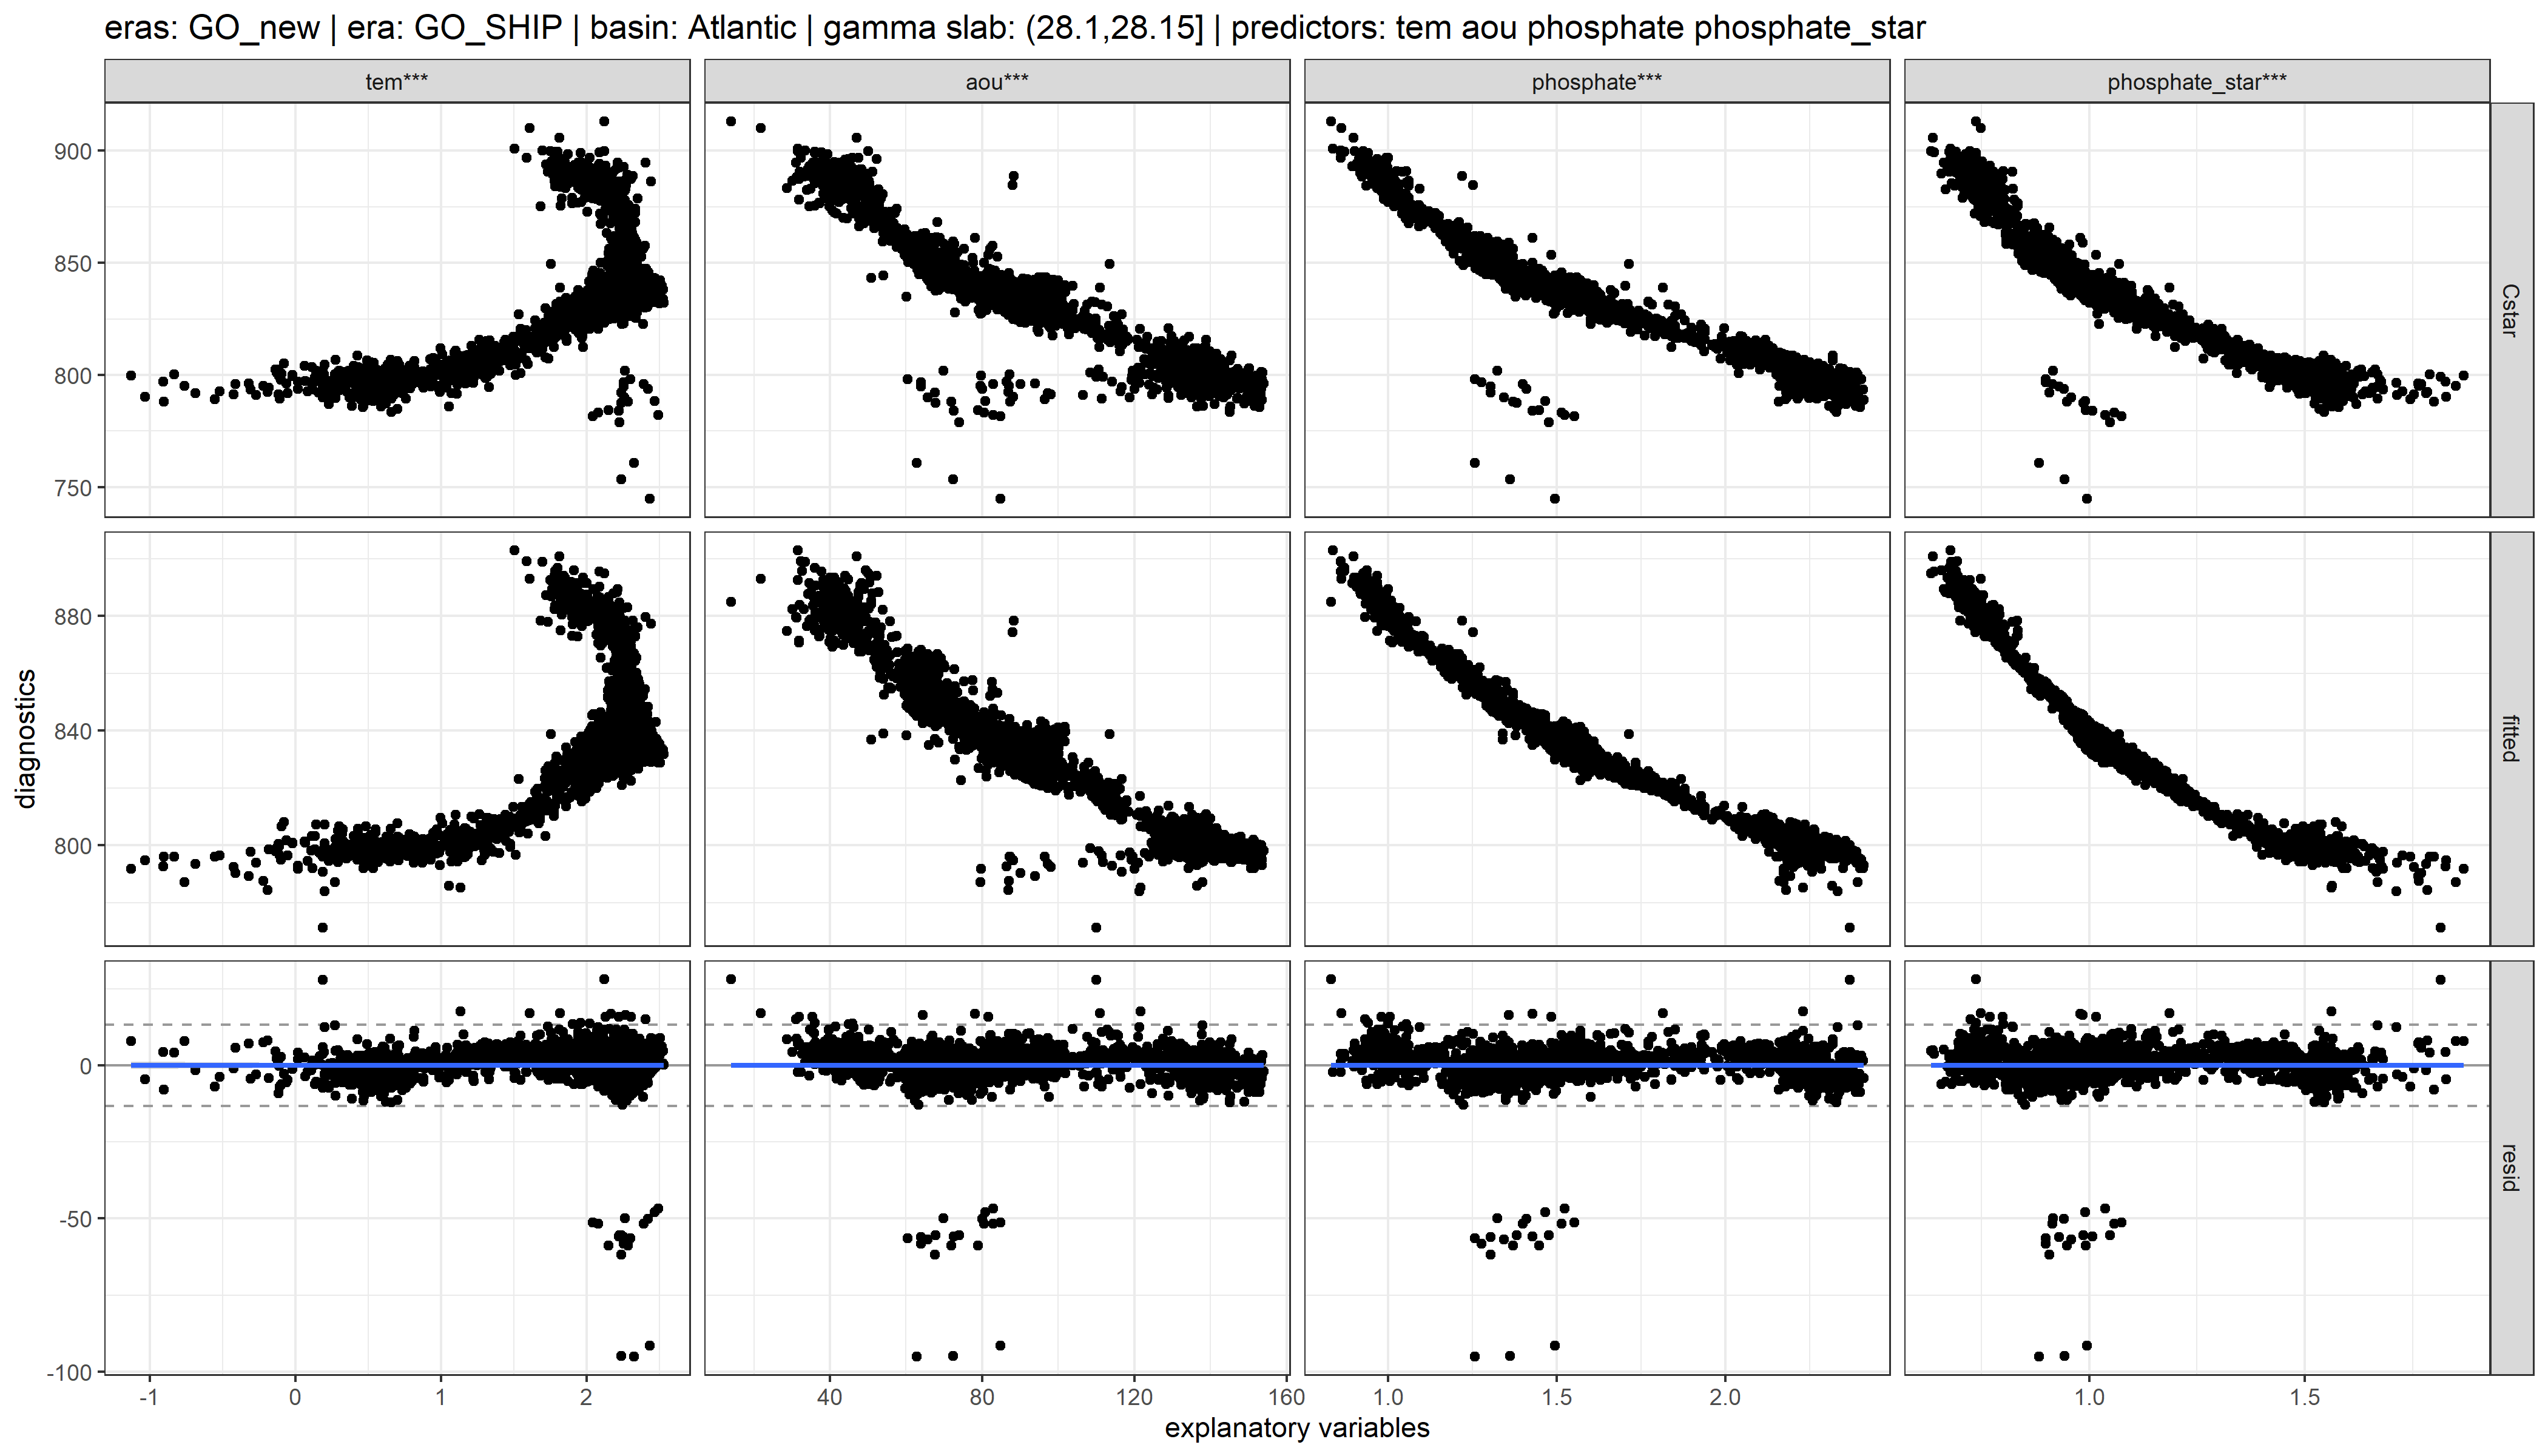 eras: GO_new | era: GO_SHIP | basin: Atlantic | gamma slab: (28.1,28.15] | predictors: tem aou phosphate phosphate_star
tem*** aou*** phosphate*** phosphate_star***
900
850
800
750
Cstar
880
840
800
fitted
diagnostics
0
-50
-100
resid
-1 0 1 2 40 80 120 160 1.0 1.5 2.0 1.0 1.5
explanatory variables